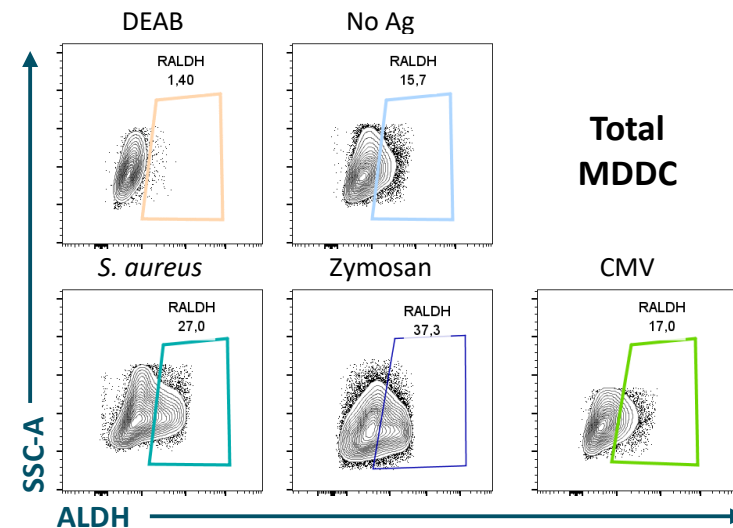 DEAB
No Ag
RALDH
1,40
RALDH
15,7
Total
MDDC
S. aureus
Zymosan
CMV
RALDH
27,0
RALDH
37,3
RALDH
17,0
SSC-A
ALDH